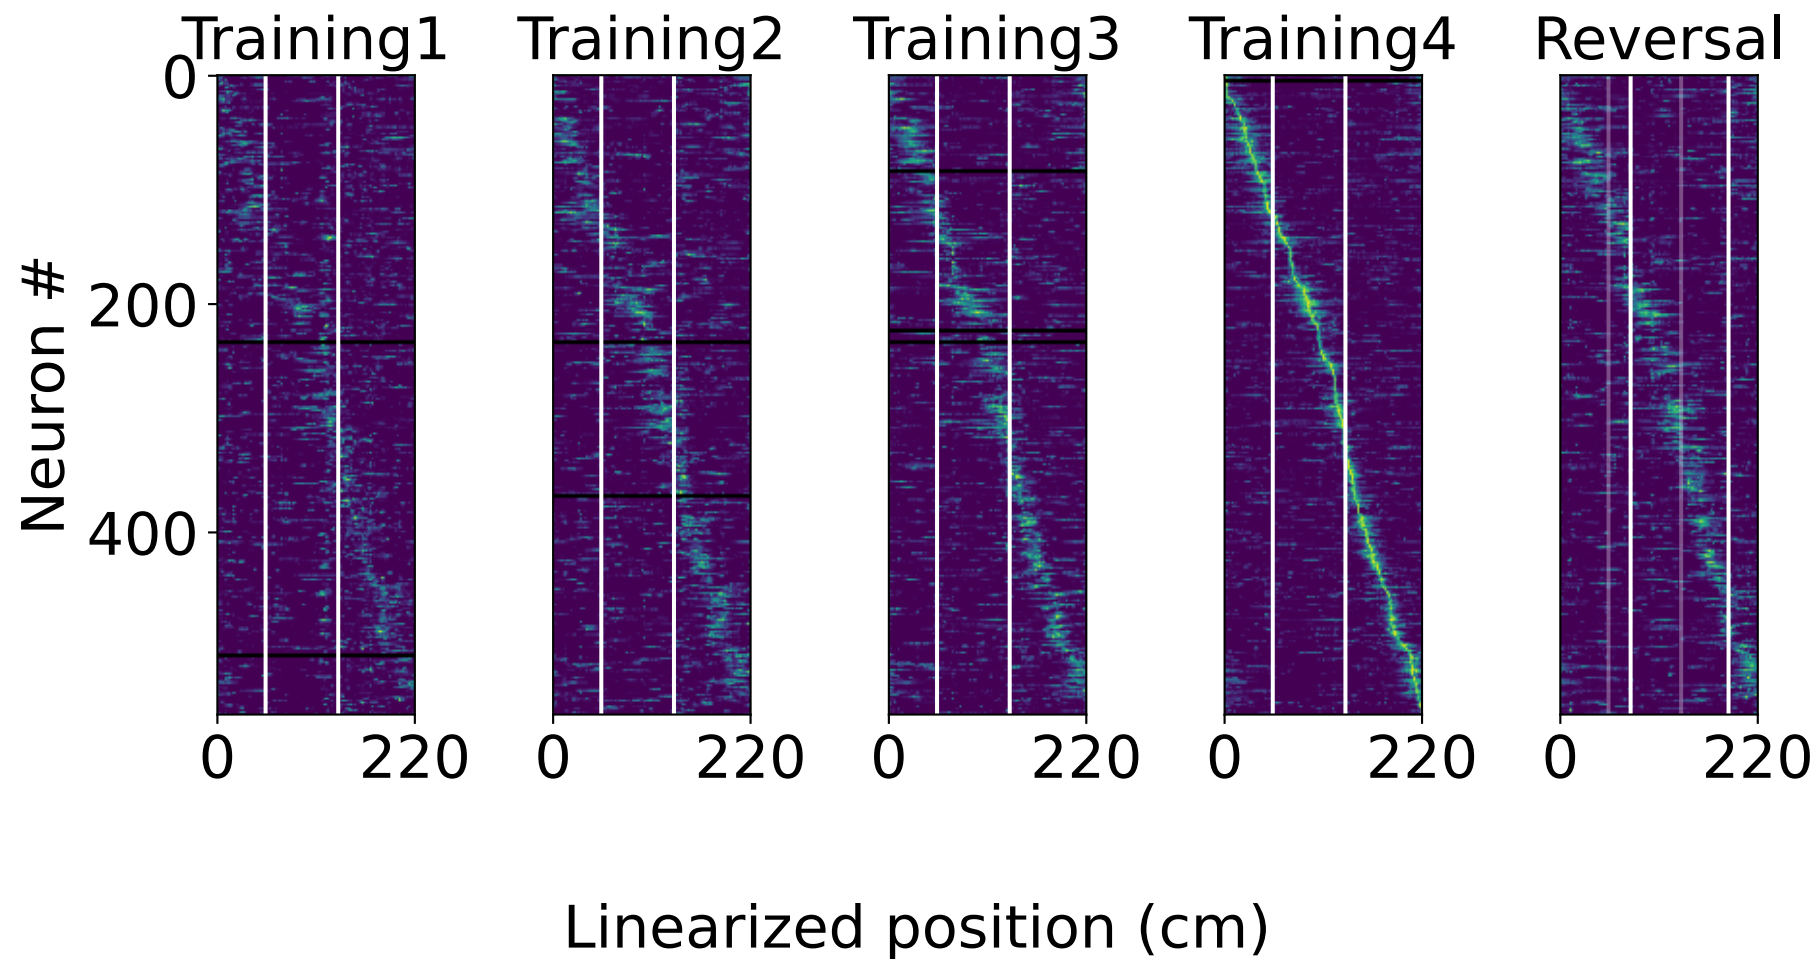 Training1 Training2 Training3 Training4 Reversal
0
200
400
Neuron #
0 220 0 220 0 220 0 220 0 220
Linearized position (cm)